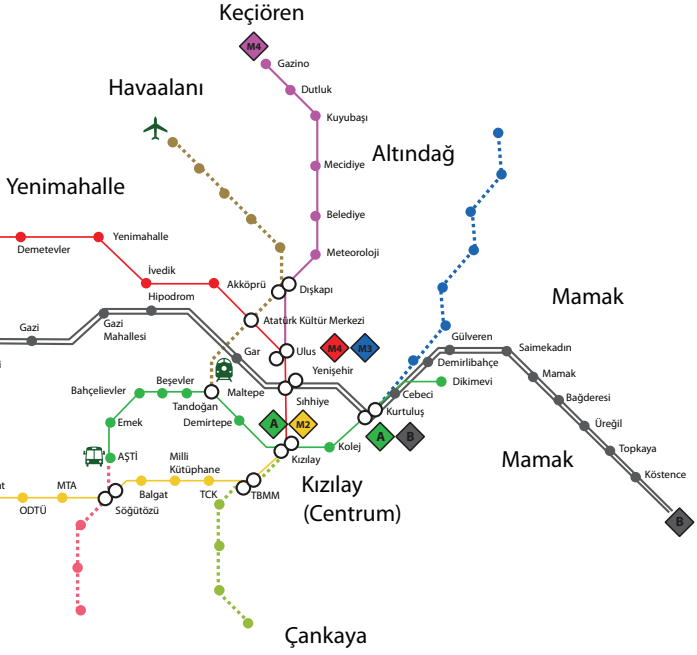 Keçiören
M4
Gazino
Havaalanı
Dutluk
Kuyubaşı
Altındağ
Mecidiye
Yenimahalle
Belediye
Demetevler
Yenimahalle
Meteoroloji
İvedik
Akköprü
Dışkapı
Hipodrom
Mamak
Gazi
Gazi
Mahallesi
Atatürk Kültür Merkezi
Gar
Ulus
M4
M3
Gülveren
Saimekadın
Yenişehir
Demirlibahçe
Mamak
Beşevler
Bahçelievler
Maltepe
Sıhhiye
Cebeci
Dikimevi
Bağderesi
Tandoğan
Kurtuluş
Emek
Demirtepe
A
M2
Üreğil
A
B
AŞTİ
Kolej
Topkaya
Kızılay
Mamak
Milli
Kütüphane
Köstence
MTA
Balgat
TCK
TBMM
Kızılay
(Centrum)
ODTÜ
Söğütözü
B
Çankaya